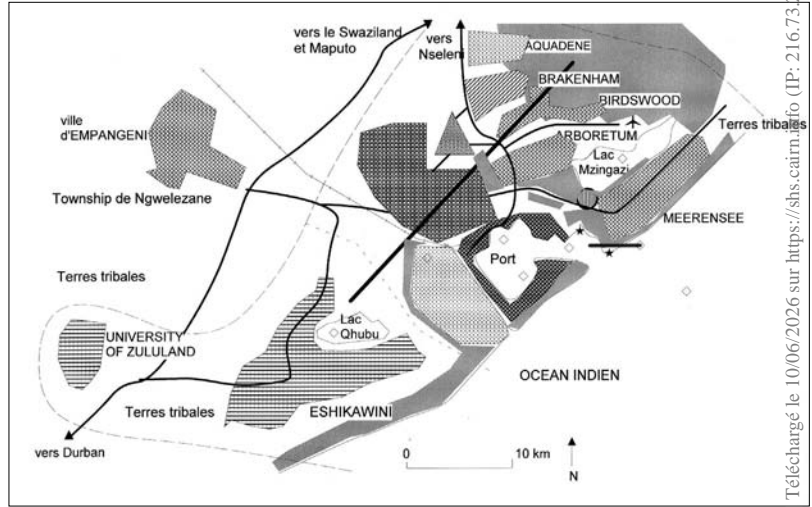 vers le Swaziland
et Maputo
vers
Nseleni
AQUADENE
BRAKENHAM
BIRDSWOOD
ville
d'EMPANGENI
ARBORETUM
Terres tribales
Lac
Mzingazi
Township de Ngwelezane
MEERENSEE
Port
Terres tribales
Lac
Qhubu
UNIVERSITY
OF ZULULAND
OCEAN INDIEN
Terres tribales
ESHIKAWINI
vers Durban
0 10 km
N
Téléchargé le 10/06/2026 sur https://shs.cairn.info (IP: 216.73.